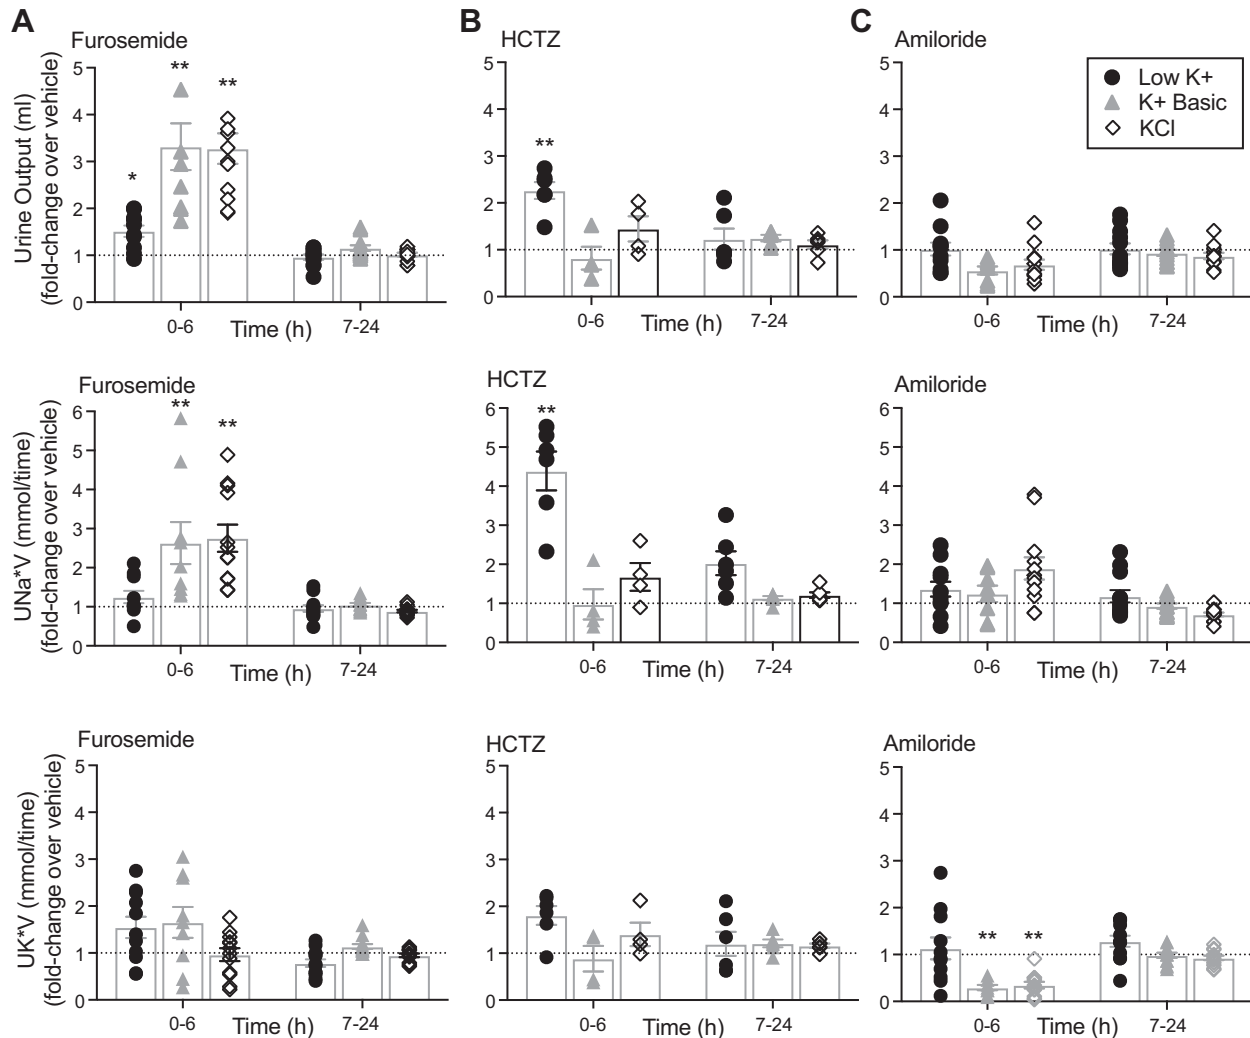 A
B
C
Furosemide
HCTZ
Amiloride
Low K+
K+ Basic
KCl
Urine Output (ml)
(fold-change over vehicle)
5
4
3
2
1
0
*
**
**
0-6
Time (h)
7-24
5
4
3
2
1
0
**
0-6
Time (h)
7-24
5
4
3
2
1
0
0-6
Time (h)
7-24
Furosemide
HCTZ
Amiloride
UNa*V (mmol/time)
(fold-change over vehicle)
6
5
4
3
2
1
0
**
**
0-6
Time (h)
7-24
6
5
4
3
2
1
0
**
0-6
Time (h)
7-24
6
5
4
3
2
1
0
0-6
Time (h)
7-24
Furosemide
HCTZ
Amiloride
UK*V (mmol/time)
(fold-change over vehicle)
5
4
3
2
1
0
0-6
Time (h)
7-24
5
4
3
2
1
0
0-6
Time (h)
7-24
5
4
3
2
1
0
**
**
0-6
Time (h)
7-24